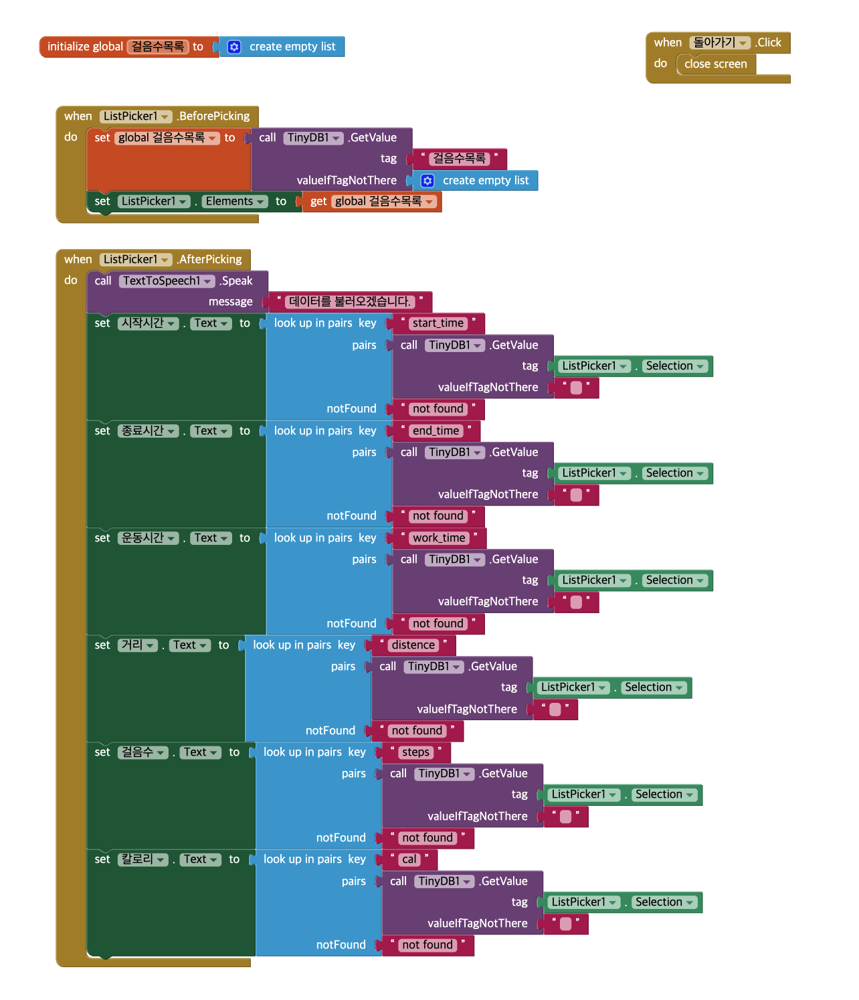 initialize global 걸음수목록 to create empty list
when 돌아가기 .Click
do close screen
when ListPicker1 .BeforePicking
do set global 걸음수목록 to call TinyDB1 .GetValue
tag " 걸음수목록 "
valueIfTagNotThere create empty list
set ListPicker1 . Elements to get global 걸음수목록
when ListPicker1 .AfterPicking
do call TextToSpeech1 .Speak
message " 데이터를 불러오겠습니다. "
set 시작시간 . Text to look up in pairs key " start_time "
pairs call TinyDB1 .GetValue
tag ListPicker1 . Selection
valueIfTagNotThere " "
notFound " not found "
set 종료시간 . Text to look up in pairs key " end_time "
pairs call TinyDB1 .GetValue
tag ListPicker1 . Selection
valueIfTagNotThere " "
notFound " not found "
set 운동시간 . Text to look up in pairs key " work_time "
pairs call TinyDB1 .GetValue
tag ListPicker1 . Selection
valueIfTagNotThere " "
notFound " not found "
set 거리 . Text to look up in pairs key " distence "
pairs call TinyDB1 .GetValue
tag ListPicker1 . Selection
valueIfTagNotThere " "
notFound " not found "
set 걸음수 . Text to look up in pairs key " steps "
pairs call TinyDB1 .GetValue
tag ListPicker1 . Selection
valueIfTagNotThere " "
notFound " not found "
set 칼로리 . Text to look up in pairs key " cal "
pairs call TinyDB1 .GetValue
tag ListPicker1 . Selection
valueIfTagNotThere " "
notFound " not found "